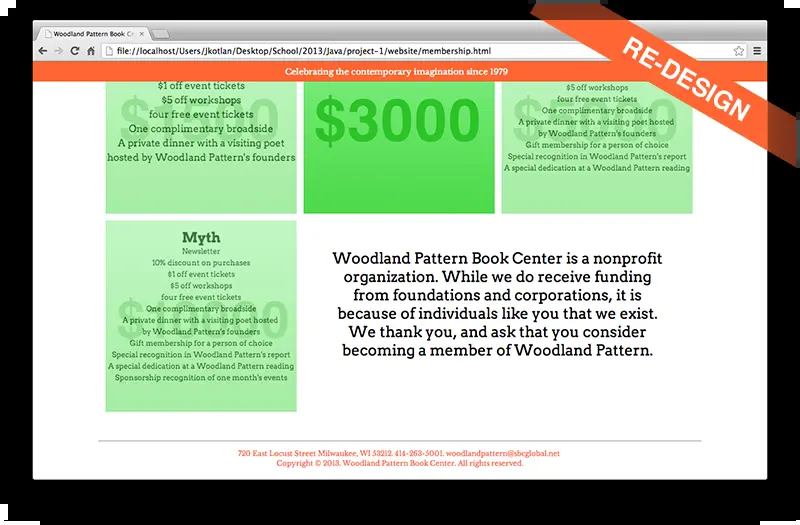 Woodland Pattern Book Ce
file://localhost/Users/Jkotlan/Desktop/School/2013/Java/project-1/website/membership.html
RE-DESIGN
Celebrating the contemporary imagination since 1979
$1 off event tickets
$5 off workshops
four free event tickets
One complimentary broadside
A private dinner with a visiting poet
hosted by Woodland Pattern's founders
$3000
$5 off workshops
four free event tickets
One complimentary broadside
A private dinner with a visiting poet hosted
by Woodland Pattern's founders
Gift membership for a person of choice
Special recognition in Woodland Pattern's report
A special dedication at a Woodland Pattern reading
Myth
Newsletter
10% discount on purchases
$1 off event tickets
$5 off workshops
four free event tickets
One complimentary broadside
A private dinner with a visiting poet hosted
by Woodland Pattern's founders
Gift membership for a person of choice
Special recognition in Woodland Pattern's report
A special dedication at a Woodland Pattern reading
Sponsorship recognition of one month's events
Woodland Pattern Book Center is a nonprofit
organization. While we do receive funding
from foundations and corporations, it is
because of individuals like you that we exist.
We thank you, and ask that you consider
becoming a member of Woodland Pattern.
720 East Locust Street Milwaukee, WI 53212. 414-263-5001. woodlandpattern@sbcglobal.net
Copyright © 2013. Woodland Pattern Book Center. All rights reserved.